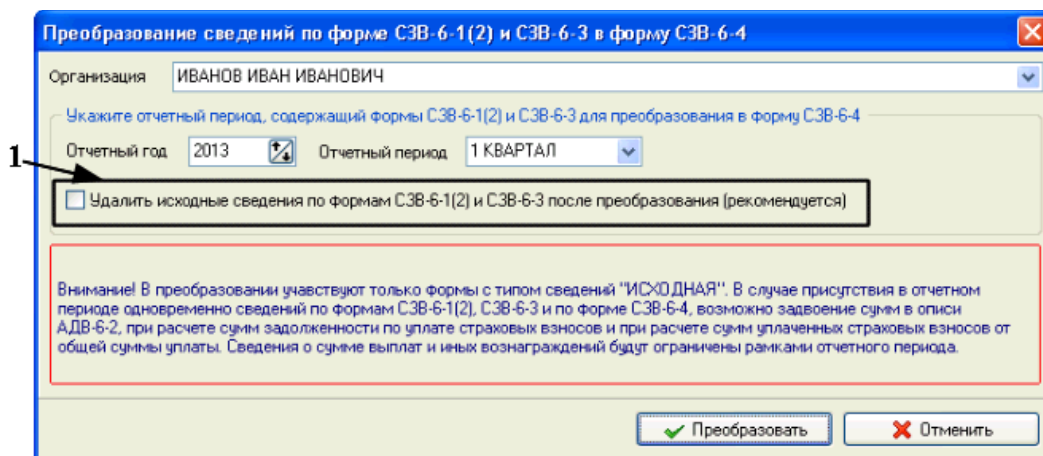 Преобразование сведений по форме СЗВ-6-1(2) и СЗВ-6-3 в форму СЗВ-6-4
Организация ИВАНОВ ИВАН ИВАНОВИЧ
Укажите отчетный период, содержащий формы СЗВ-6-1(2) и СЗВ-6-3 для преобразования в форму СЗВ-6-4
Отчетный год 2013 Отчетный период 1 КВАРТАЛ
1
Удалить исходные сведения по формам СЗВ-6-1(2) и СЗВ-6-3 после преобразования (рекомендуется)
Внимание! В преобразовании учавствуют только формы с типом сведений "ИСХОДНАЯ". В случае присутствия в отчетном
периоде одновременно сведений по формам СЗВ-6-1(2), СЗВ-6-3 и по форме СЗВ-6-4, возможно задвоение сумм в описи
АДВ-6-2, при расчете сумм задолженности по уплате страховых взносов и при расчете сумм уплаченных страховых взносов от
общей суммы уплаты. Сведения о сумме выплат и иных вознаграждений будут ограничены рамками отчетного периода.
Преобразовать Отменить